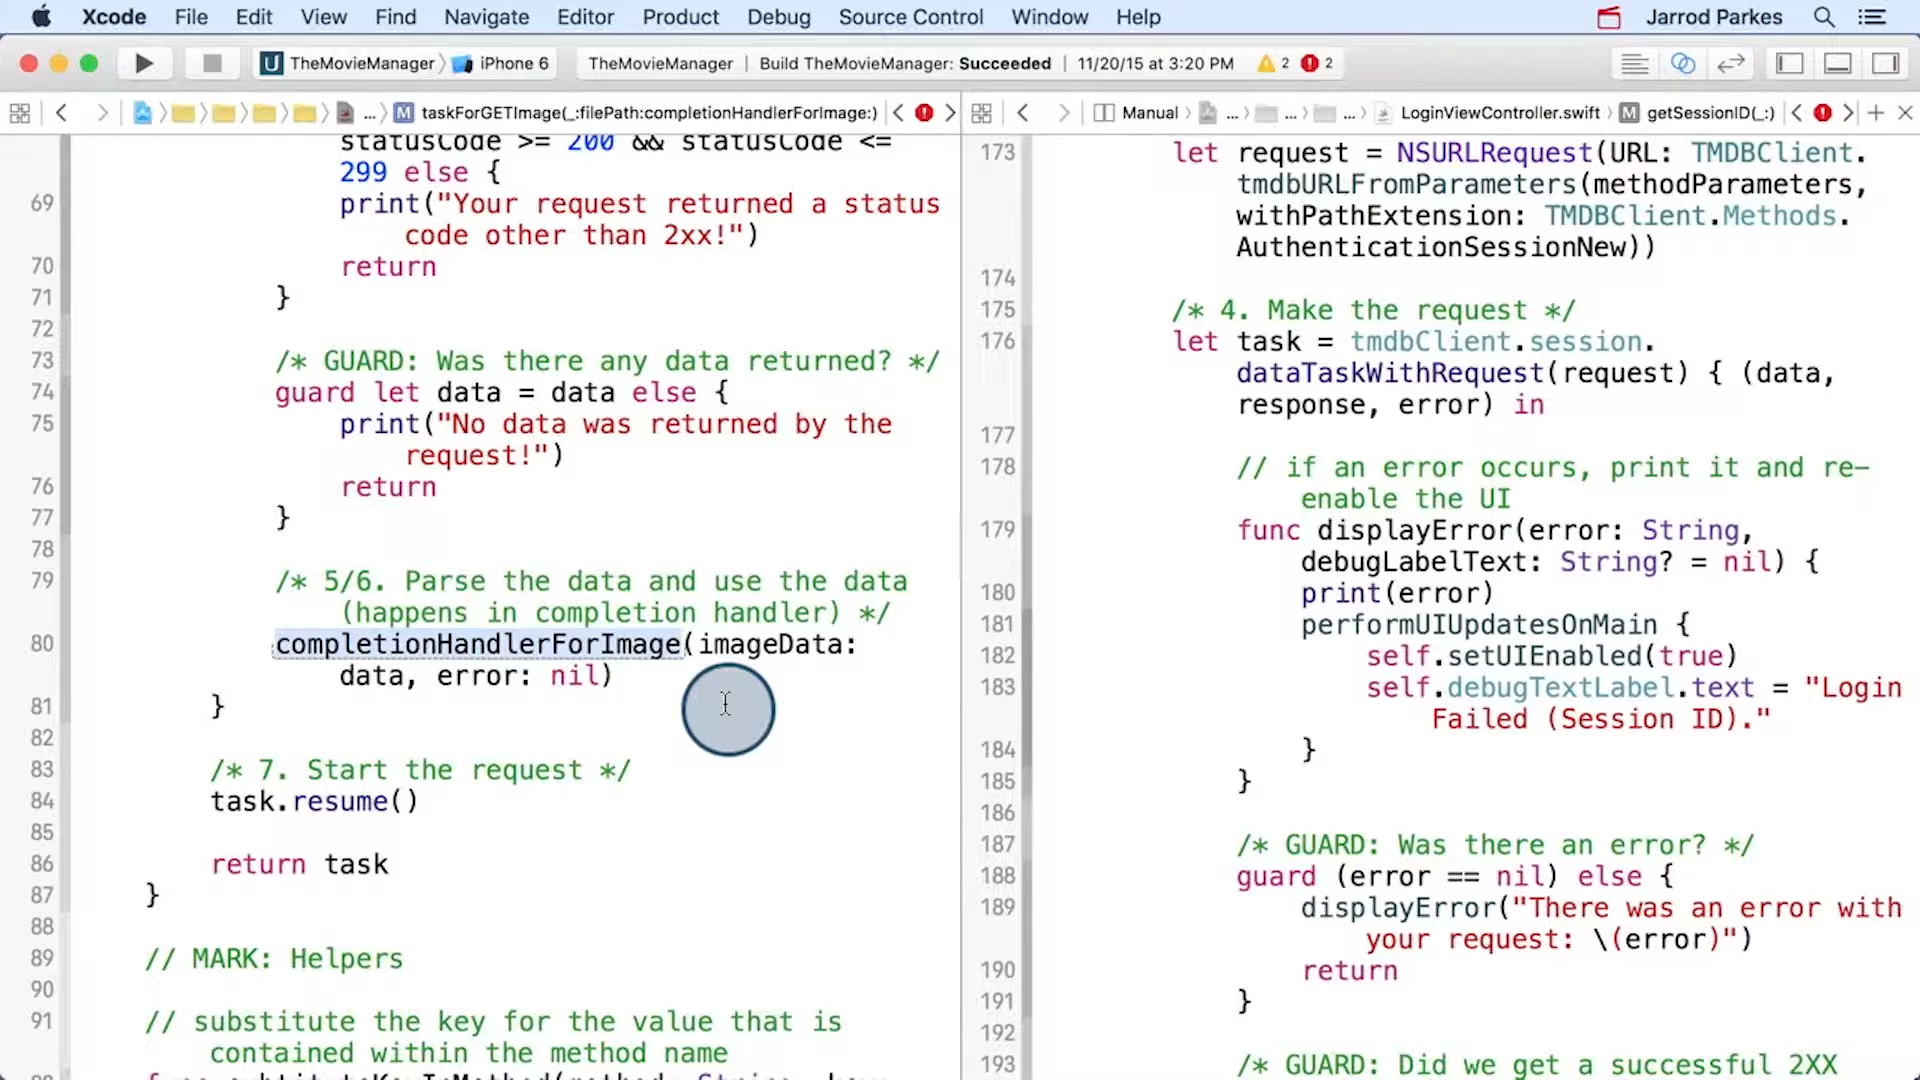 Xcode File Edit View Find Navigate Editor Product Debug Source Control Window Help Jarrod Parkes
TheMovieManager iPhone 6 TheMovieManager | Build TheMovieManager: Succeeded | 11/20/15 at 3:20 PM 2 2
... taskForGETImage(_:filePath:completionHandlerForImage:)
Manual ... ... ... LoginViewController.swift M getSessionID(_:)
statusCode >= 200 && statusCode <=
299 else {
69 print("Your request returned a status
code other than 2xx!")
70 return
71 }
72
73 /* GUARD: Was there any data returned? */
74 guard let data = data else {
75 print("No data was returned by the
request!")
76 return
77 }
78
79 /* 5/6. Parse the data and use the data
(happens in completion handler) */
80 completionHandlerForImage(imageData:
data, error: nil)
81 }
82
83 /* 7. Start the request */
84 task.resume()
85
86 return task
87 }
88
89 // MARK: Helpers
90
91 // substitute the key for the value that is
contained within the method name
173 let request = NSURLRequest(URL: TMDBClient.
tmdbURLFromParameters(methodParameters,
withPathExtension: TMDBClient.Methods.
AuthenticationSessionNew))
174
175 /* 4. Make the request */
176 let task = tmdbClient.session.
dataTaskWithRequest(request) { (data,
response, error) in
177
178 // if an error occurs, print it and re-
enable the UI
179 func displayError(error: String,
debugLabelText: String? = nil) {
180 print(error)
181 performUIUpdatesOnMain {
182 self.setUIEnabled(true)
183 self.debugTextLabel.text = "Login
Failed (Session ID)."
184 }
185 }
186
187 /* GUARD: Was there an error? */
188 guard (error == nil) else {
189 displayError("There was an error with
your request: \(error)")
190 return
191 }
192
193 /* GUARD: Did we get a successful 2XX